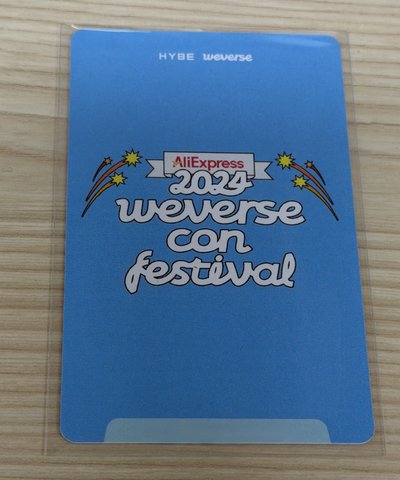 HYBE weverse
AliExpress
2024
weverse
con
festival